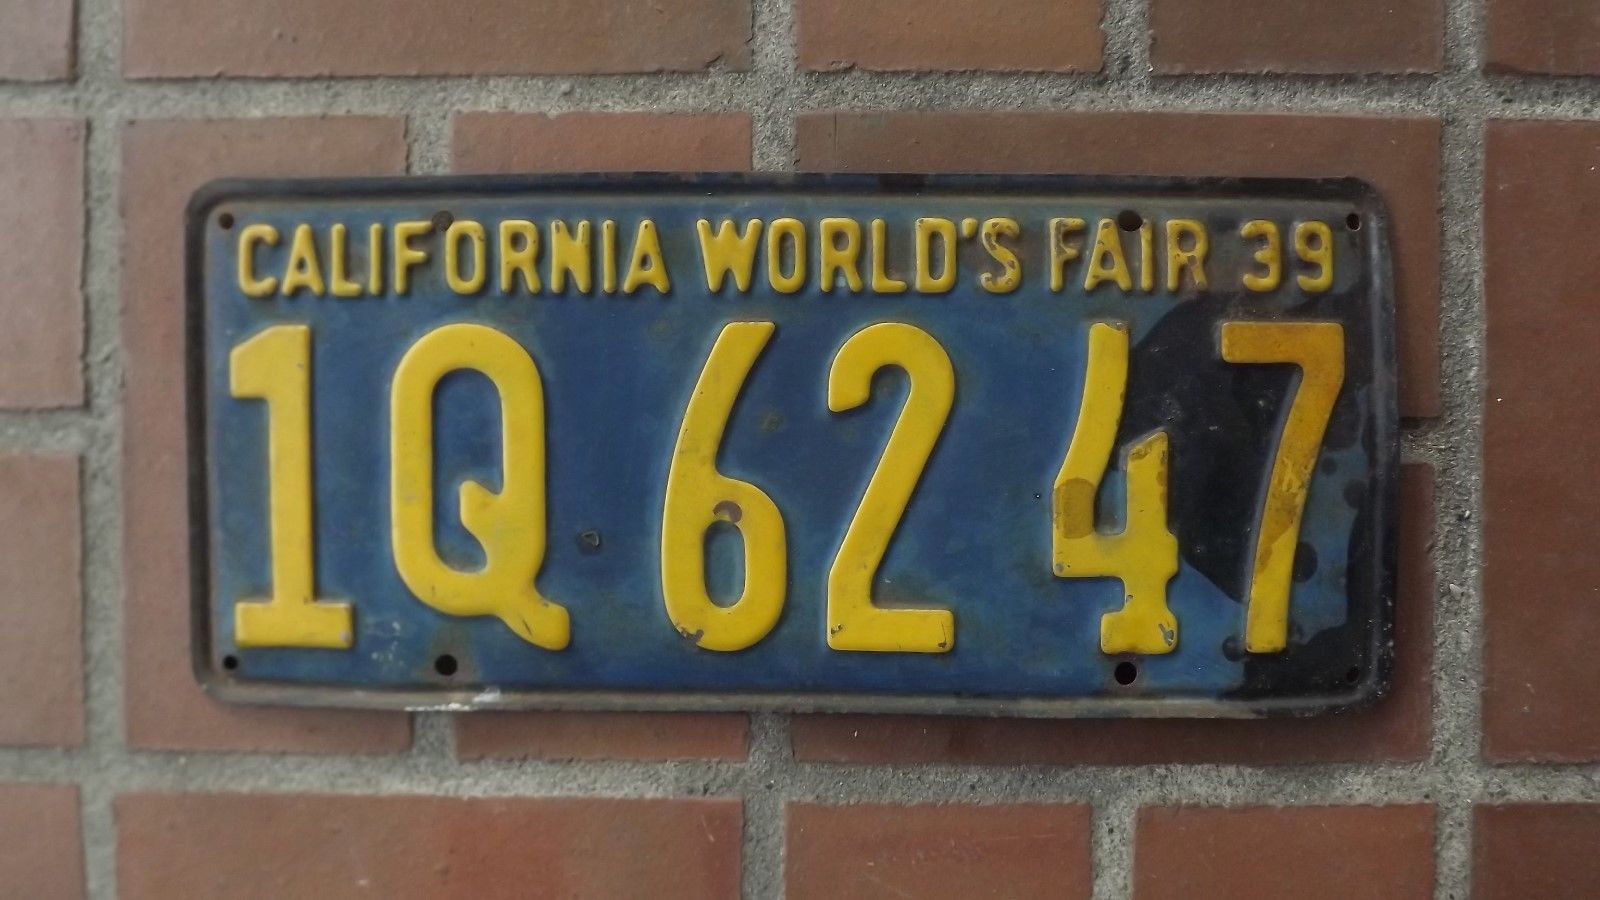 CALIFORNIA WORLD'S FAIR 39
1Q 62 47